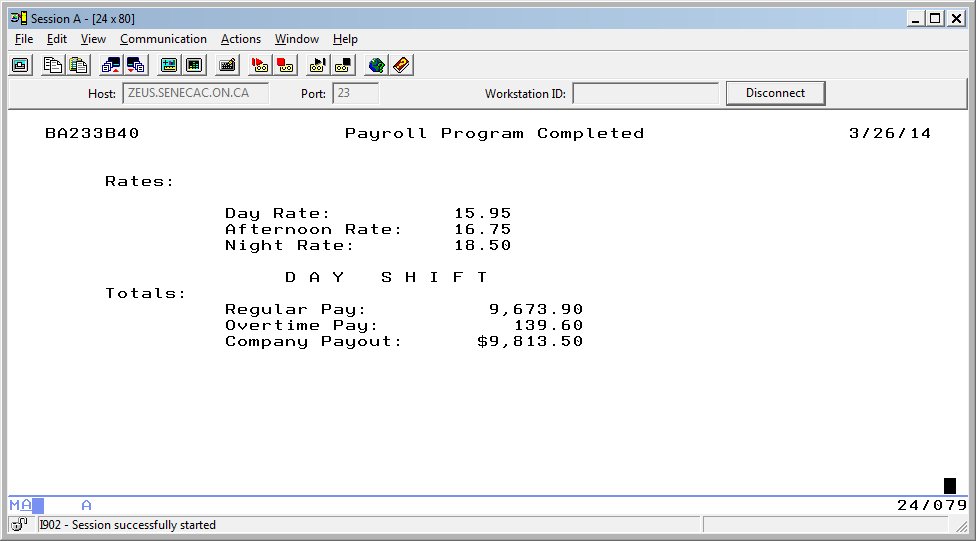 Session A - [24 x 80]
File Edit View Communication Actions Window Help
Host: ZEUS.SENECAC.ON.CA Port: 23 Workstation ID: Disconnect
BA233B40 Payroll Program Completed 3/26/14
Rates:
Day Rate: 15.95
Afternoon Rate: 16.75
Night Rate: 18.50
D A Y S H I F T
Totals:
Regular Pay: 9,673.90
Overtime Pay: 139.60
Company Payout: $9,813.50
MA A 24/079
I902 - Session successfully started